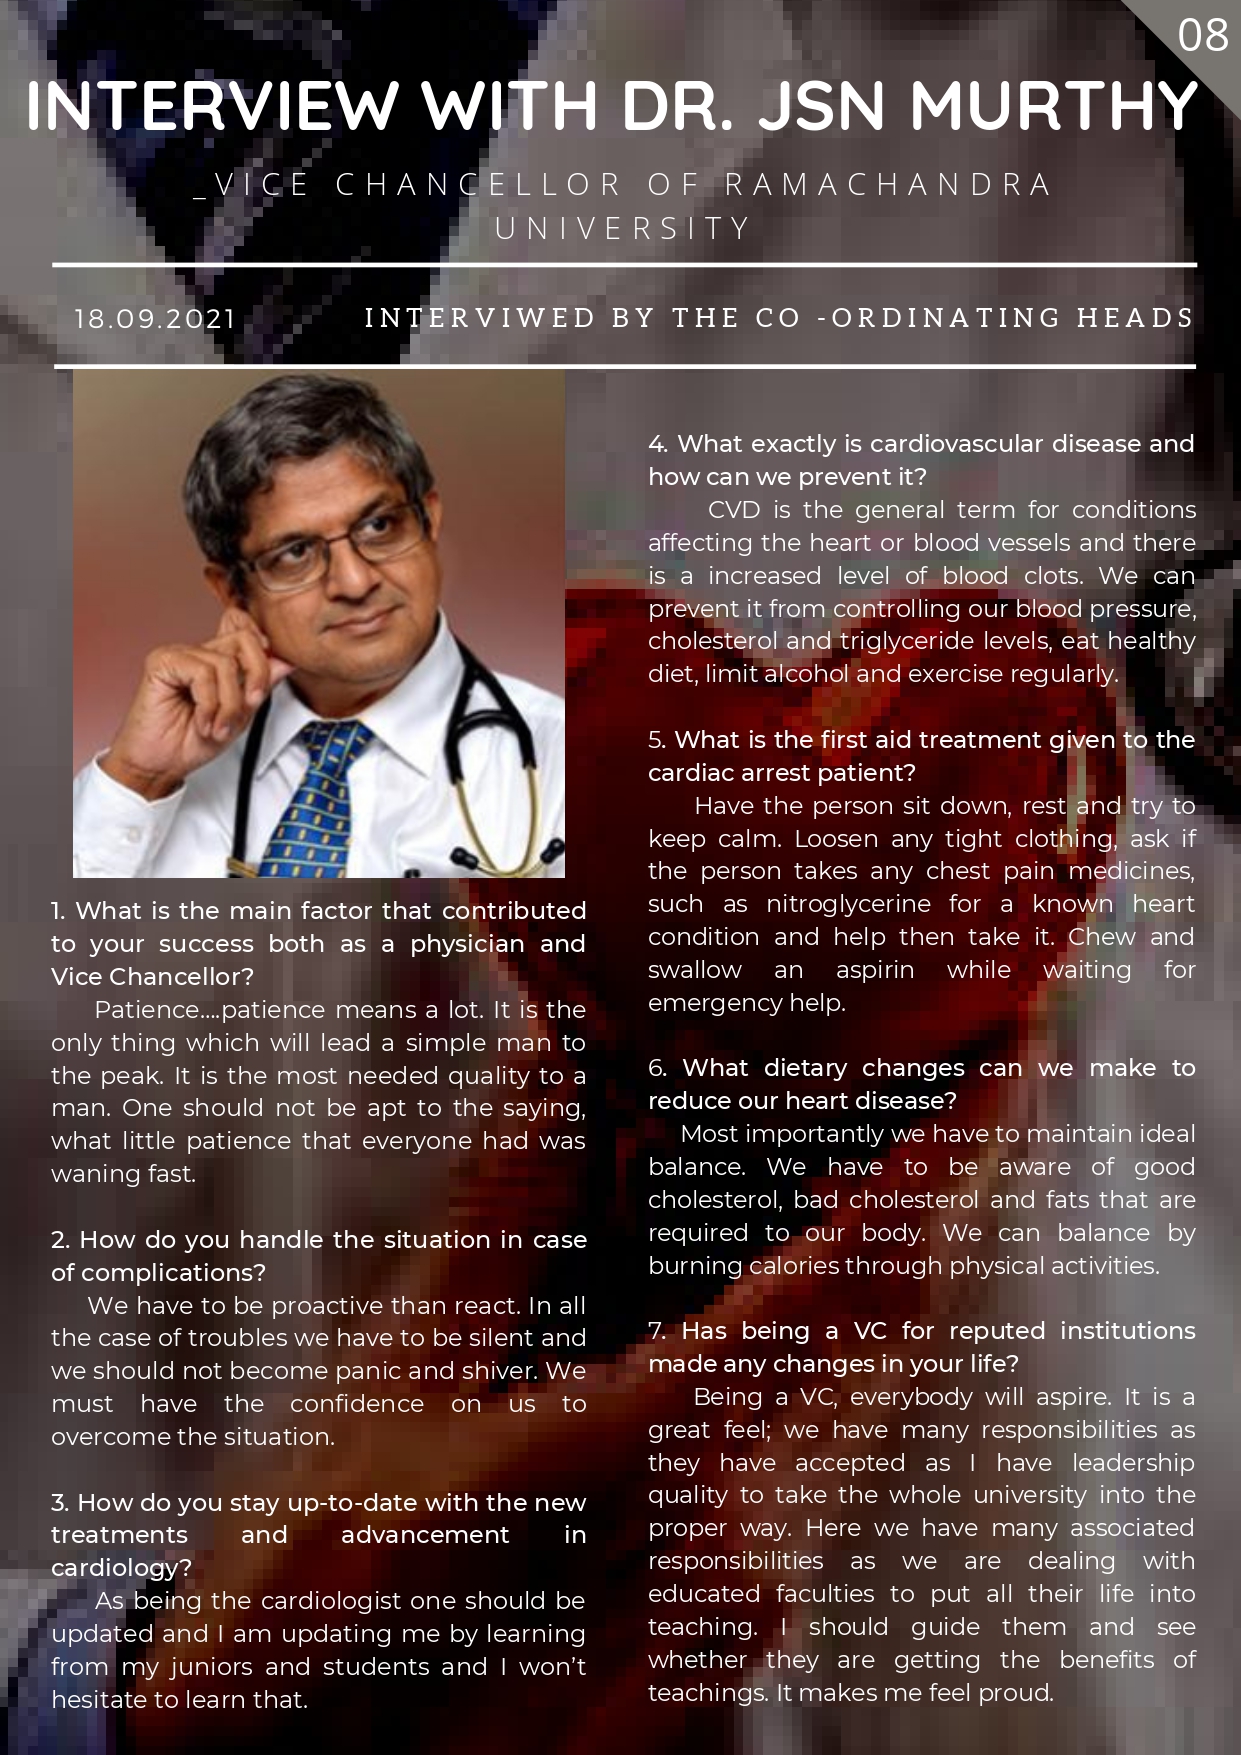 08
INTERVIEW WITH DR. JSN MURTHY
_VICE CHANCELLOR OF RAMACHANDRA
UNIVERSITY
18.09.2021
INTERVIWED BY THE CO -ORDINATING HEADS
1. What is the main factor that contributed
to your success both as a physician and
Vice Chancellor?
Patience....patience means a lot. It is the
only thing which will lead a simple man to
the peak. It is the most needed quality to a
man. One should not be apt to the saying,
what little patience that everyone had was
waning fast.
2. How do you handle the situation in case
of complications?
We have to be proactive than react. In all
the case of troubles we have to be silent and
we should not become panic and shiver. We
must have the confidence on us to
overcome the situation.
3. How do you stay up-to-date with the new
treatments and advancement in
cardiology?
As being the cardiologist one should be
updated and I am updating me by learning
from my juniors and students and I won't
hesitate to learn that.
4. What exactly is cardiovascular disease and
how can we prevent it?
CVD is the general term for conditions
affecting the heart or blood vessels and there
is a increased level of blood clots. We can
prevent it from controlling our blood pressure,
cholesterol and triglyceride levels, eat healthy
diet, limit alcohol and exercise regularly.
5. What is the first aid treatment given to the
cardiac arrest patient?
Have the person sit down, rest and try to
keep calm. Loosen any tight clothing, ask if
the person takes any chest pain medicines,
such as nitroglycerine for a known heart
condition and help then take it. Chew and
swallow an aspirin while waiting for
emergency help.
6. What dietary changes can we make to
reduce our heart disease?
Most importantly we have to maintain ideal
balance. We have to be aware of good
cholesterol, bad cholesterol and fats that are
required to our body. We can balance by
burning calories through physical activities.
7. Has being a VC for reputed institutions
made any changes in your life?
Being a VC, everybody will aspire. It is a
great feel; we have many responsibilities as
they have accepted as I have leadership
quality to take the whole university into the
proper way. Here we have many associated
responsibilities as we are dealing with
educated faculties to put all their life into
teaching. I should guide them and see
whether they are getting the benefits of
teachings. It makes me feel proud.